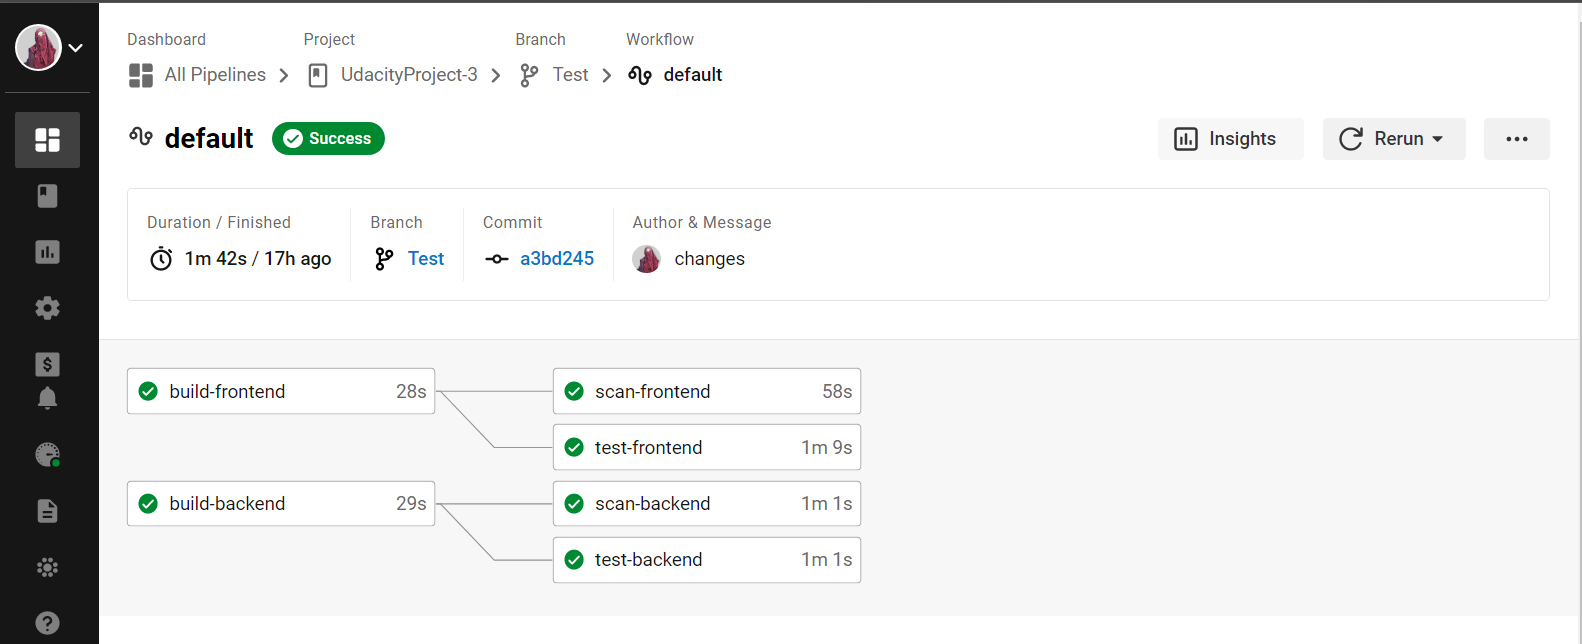 Dashboard Project Branch Workflow
All Pipelines UdacityProject-3 Test default
default Success Insights Rerun
Duration / Finished Branch Commit Author & Message
1m 42s / 17h ago Test a3bd245 changes
build-frontend 28s scan-frontend 58s
test-frontend 1m 9s
build-backend 29s scan-backend 1m 1s
test-backend 1m 1s